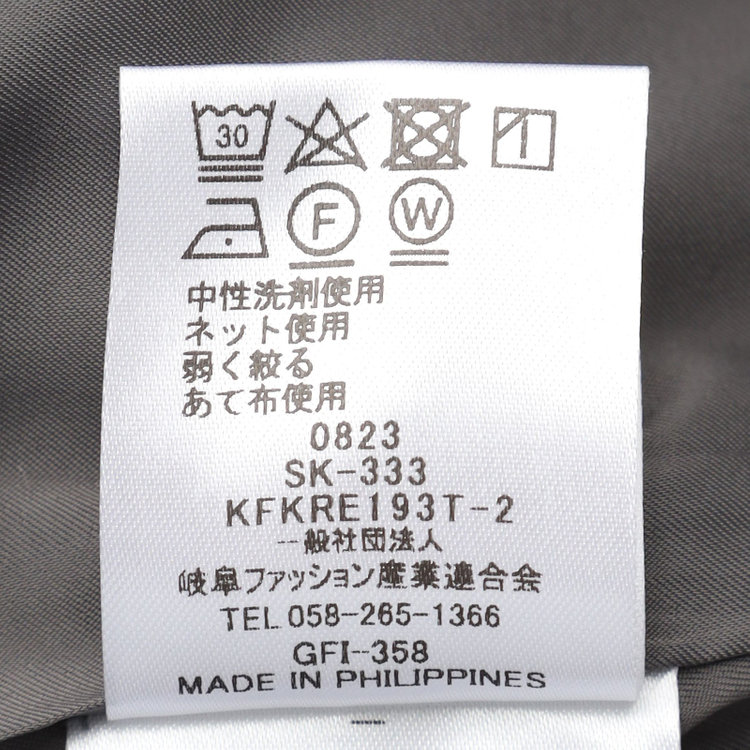 30
F W
中性洗剤使用
ネット使用
弱く絞る
あて布使用
0823
SK-333
KFKRE193T-2
一般社団法人
岐阜ファッション産業連合会
TEL 058-265-1366
GFI-358
MADE IN PHILIPPINES